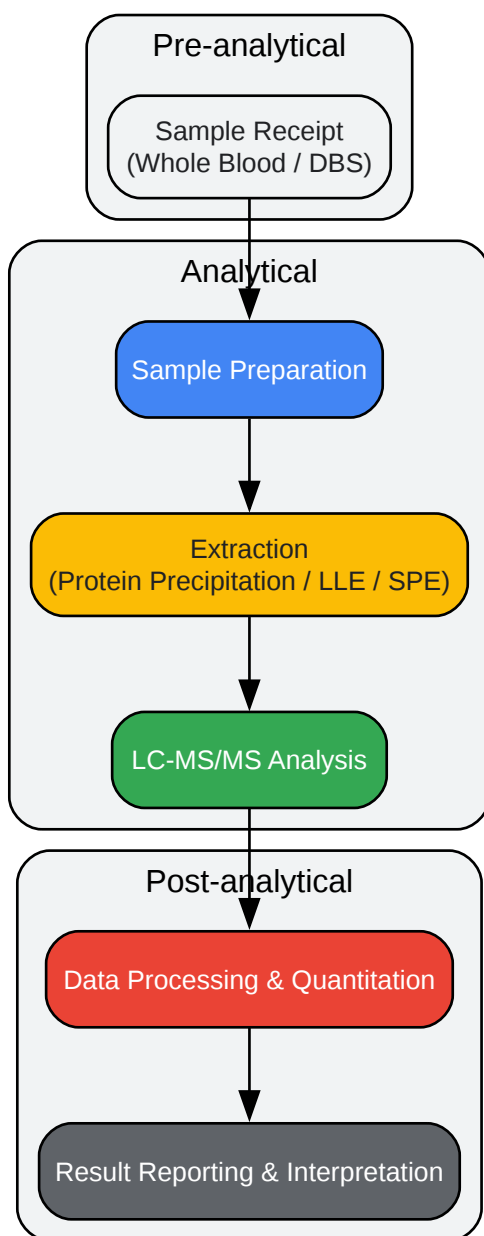 Pre-analytical
Sample Receipt
(Whole Blood / DBS)
Analytical
Sample Preparation
Extraction
(Protein Precipitation / LLE / SPE)
LC-MS/MS Analysis
Post-analytical
Data Processing & Quantitation
Result Reporting & Interpretation